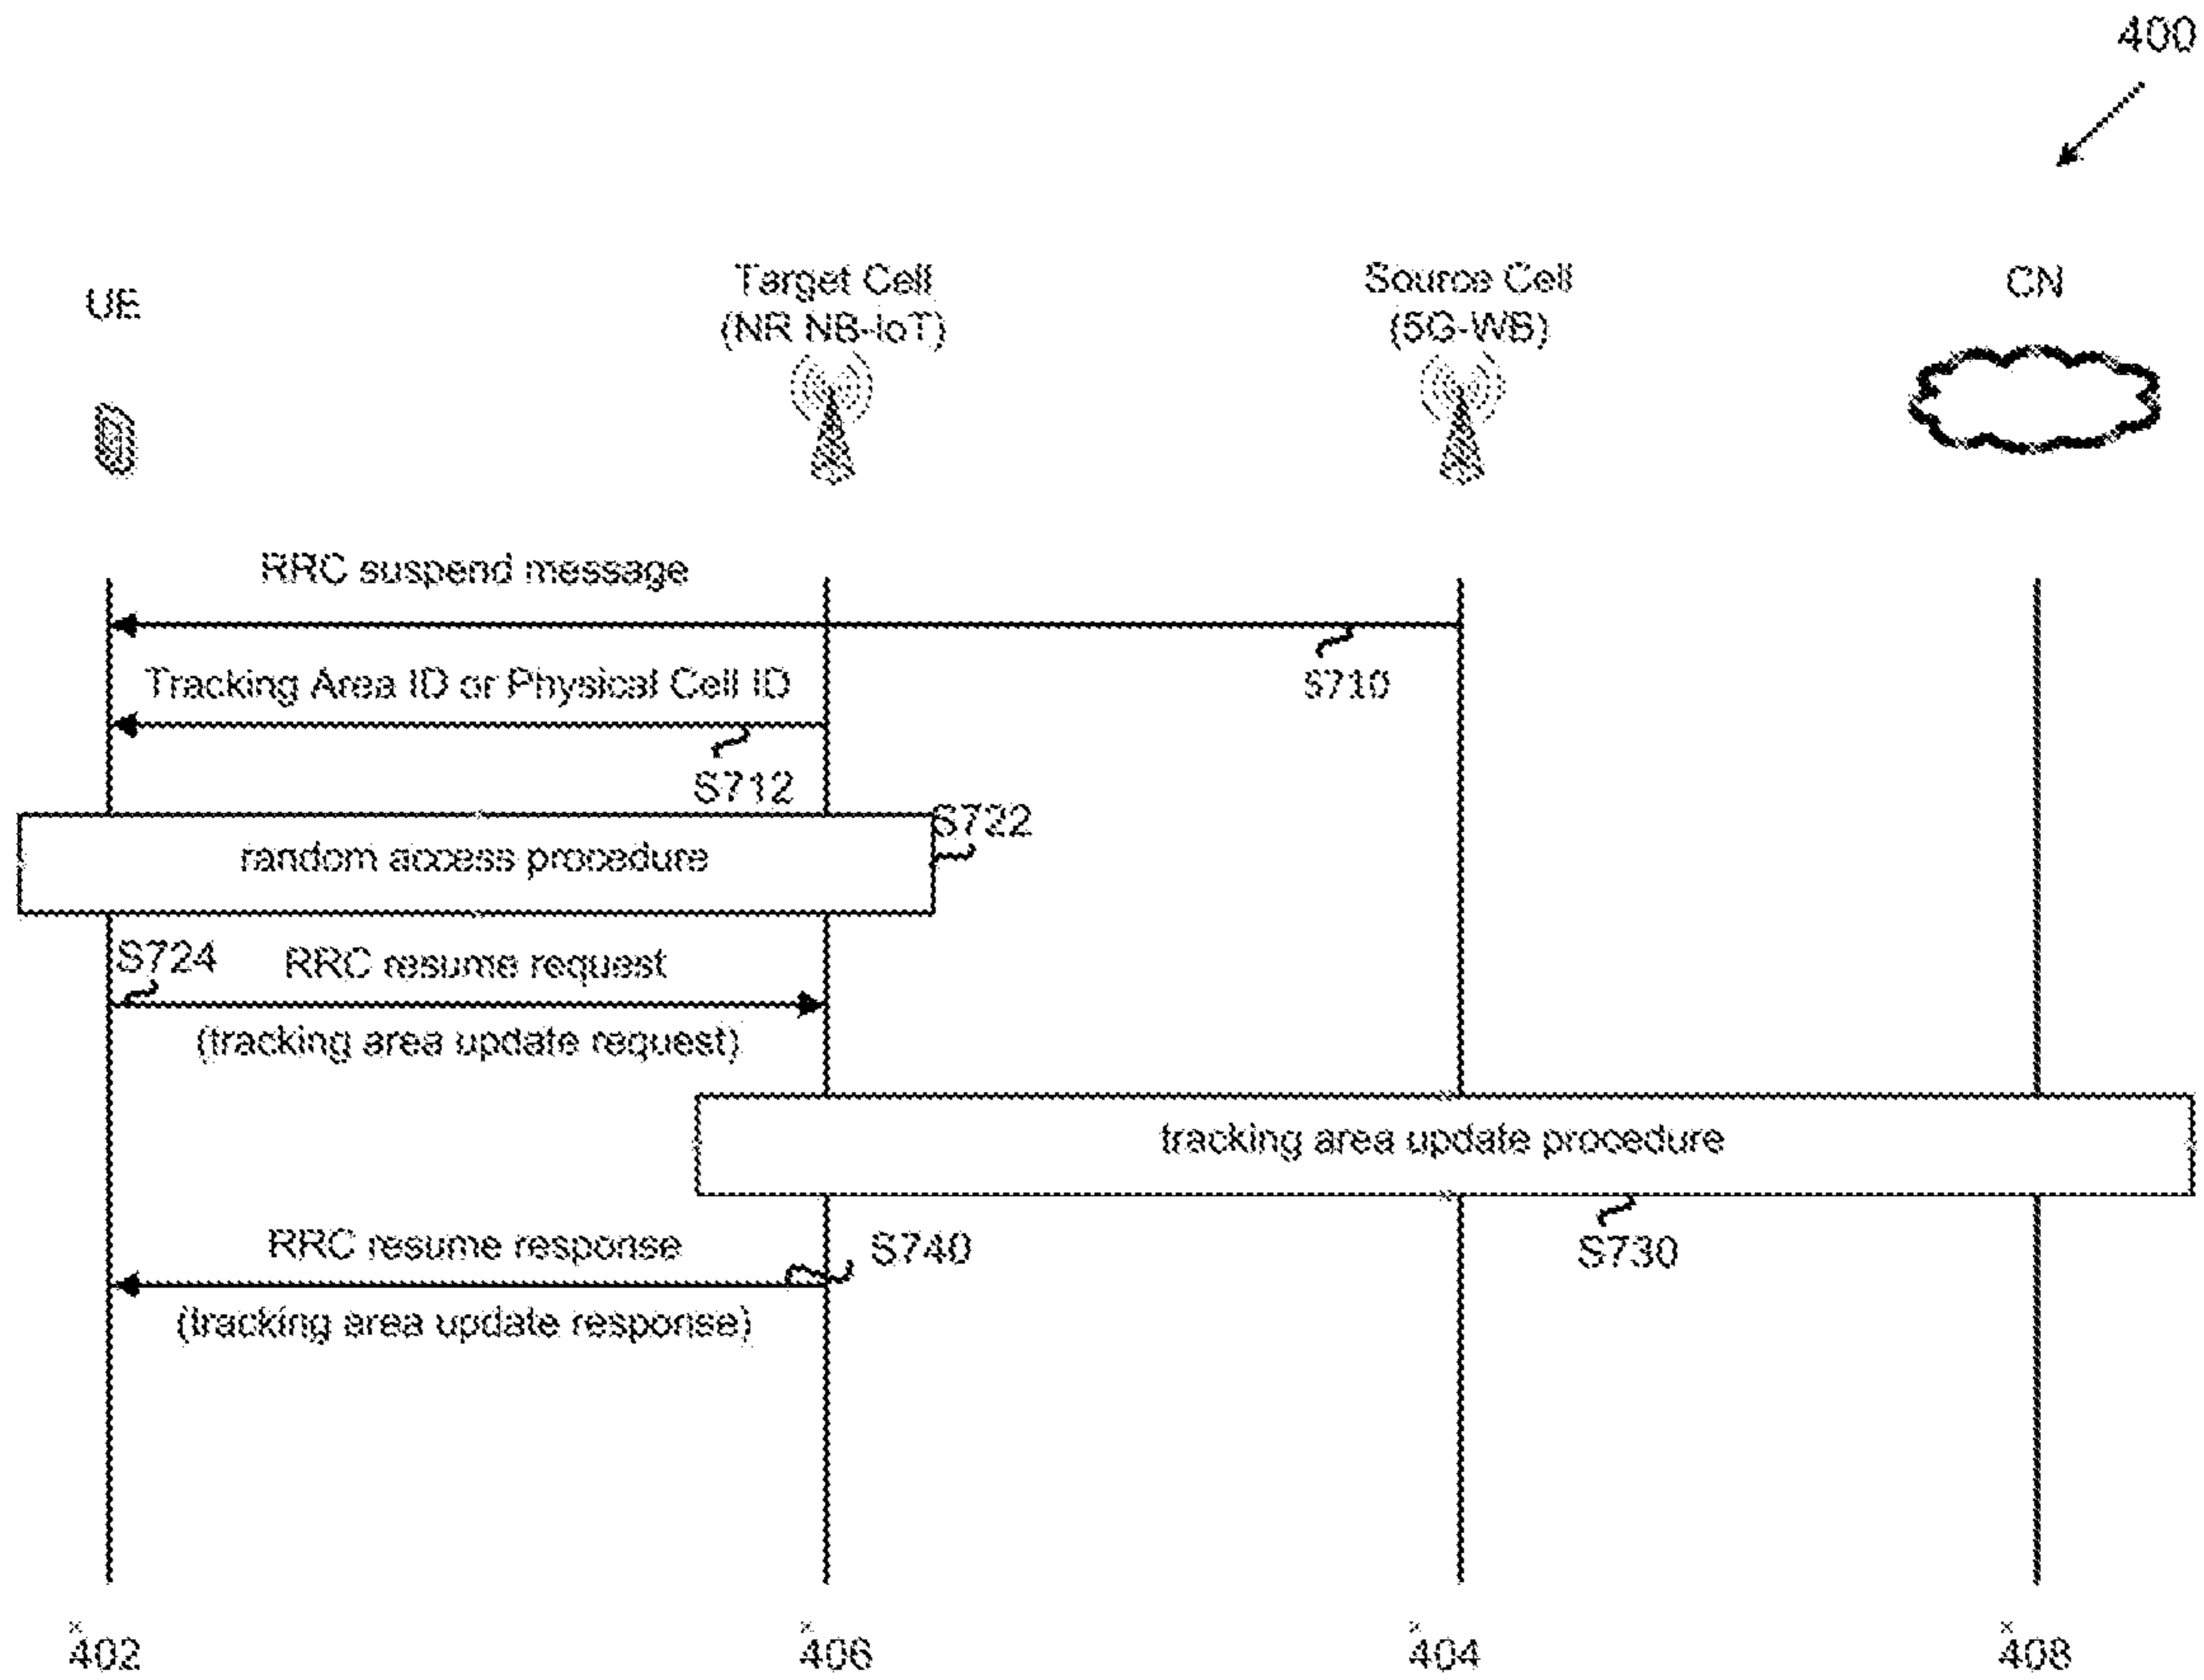 400
UE
Target Cell
(NR NB-IoT)
Source Cell
(5G-WB)
CN
RRC suspend message
S710
Tracking Area ID or Physical Cell ID
S712
S722
random access procedure
S724
RRC resume request
(tracking area update request)
tracking area update procedure
S730
RRC resume response
S740
(tracking area update response)
402
406
404
408